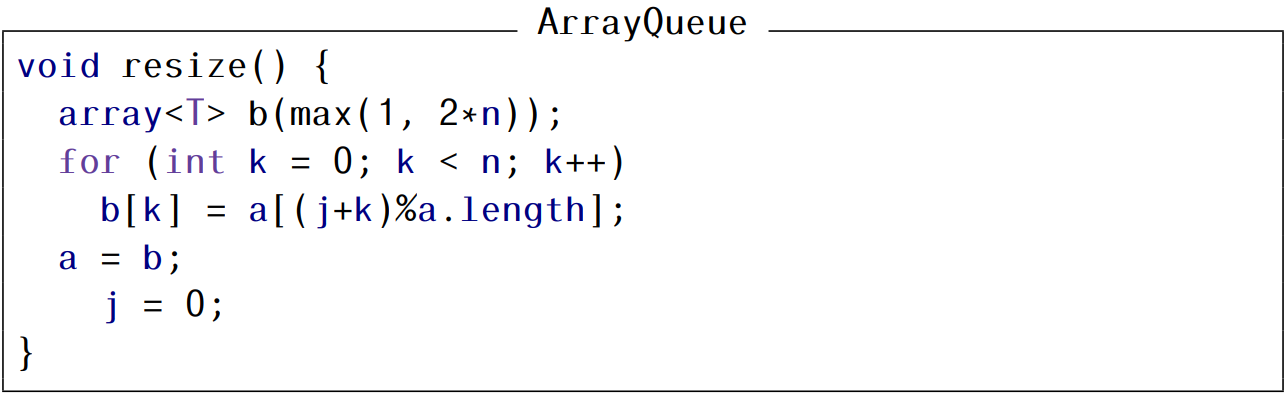 ArrayQueue
void resize() {
  array<T> b(max(1, 2*n));
  for (int k = 0; k < n; k++)
    b[k] = a[(j+k)%a.length];
  a = b;
    j = 0;
}